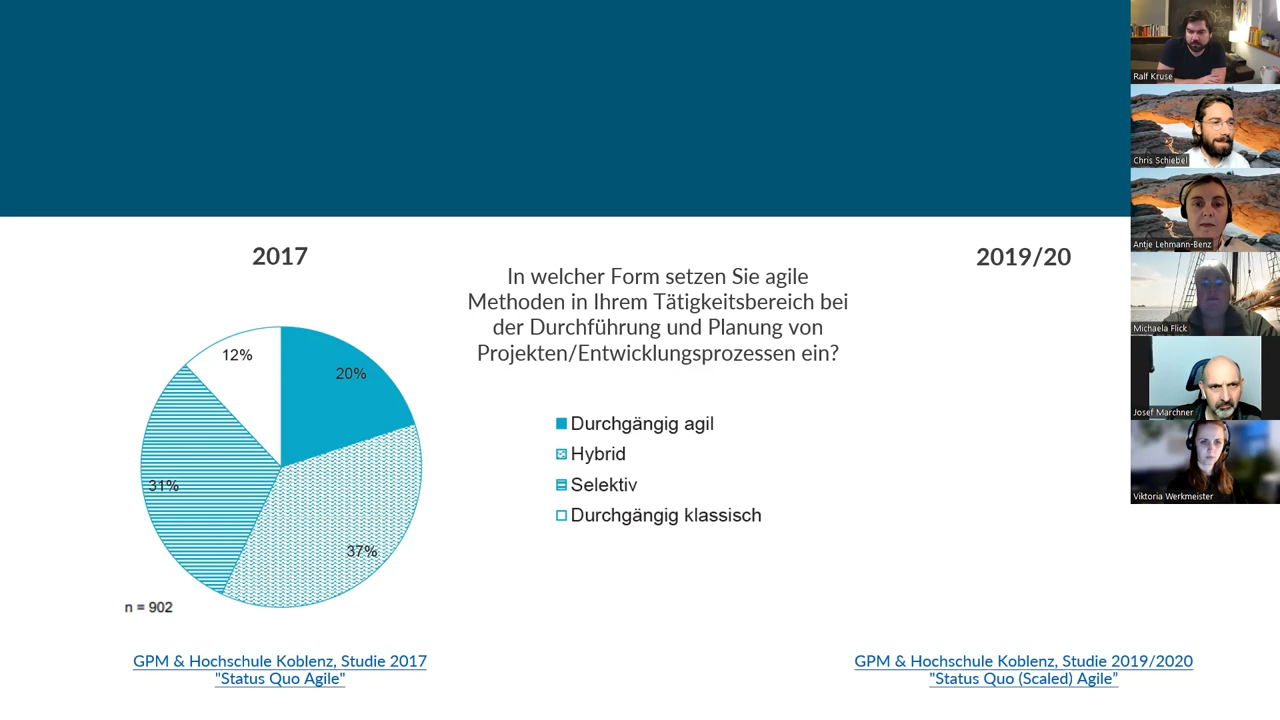 2017
In welcher Form setzen Sie agile
Methoden in Ihrem Tätigkeitsbereich bei
der Durchführung und Planung von
Projekten/Entwicklungsprozessen ein?
2019/20
12%
20%
31%
37%
n = 902
Durchgängig agil
Hybrid
Selektiv
Durchgängig klassisch
GPM & Hochschule Koblenz, Studie 2017
"Status Quo Agile"
GPM & Hochschule Koblenz, Studie 2019/2020
"Status Quo (Scaled) Agile”
Ralf Kruse
Chris Schiebel
Antje Lehmann-Benz
Michaela Flick
Josef Marchner
Viktoria Werkmeister